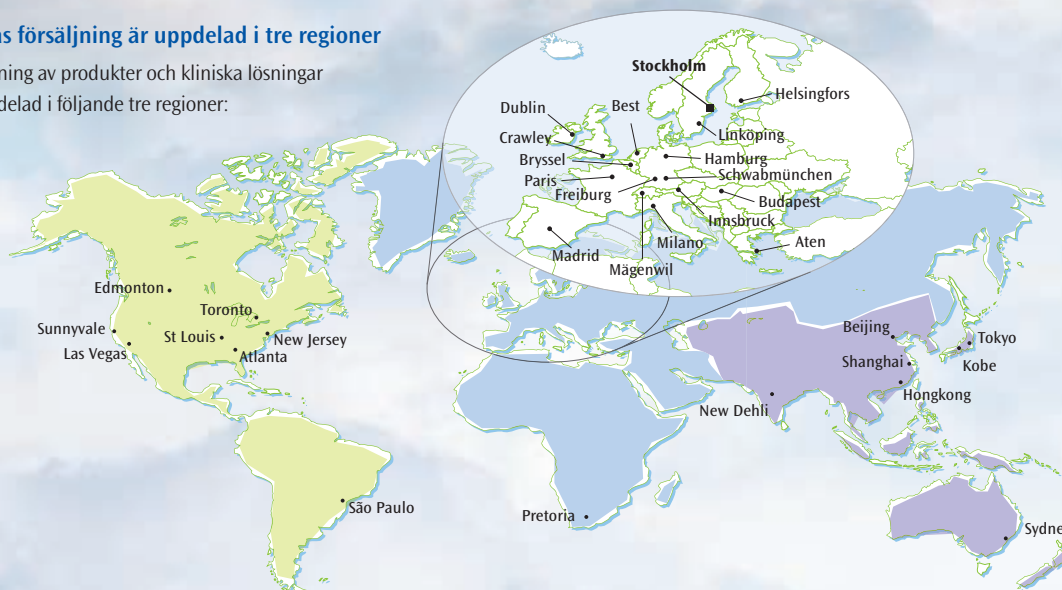 s försäljning är uppdelad i tre regioner
ning av produkter och kliniska lösningar
delad i följande tre regioner:
Stockholm
Helsingfors
Dublin
Best
Crawley
Linköping
Bryssel
Hamburg
Paris
Schwabmünchen
Freiburg
Budapest
Innsbruck
Madrid
Milano
Aten
Mägenwil
Edmonton
Toronto
Sunnyvale
St Louis
New Jersey
Las Vegas
Atlanta
Beijing
Tokyo
Shanghai
Kobe
New Dehli
Hongkong
São Paulo
Pretoria
Sydne